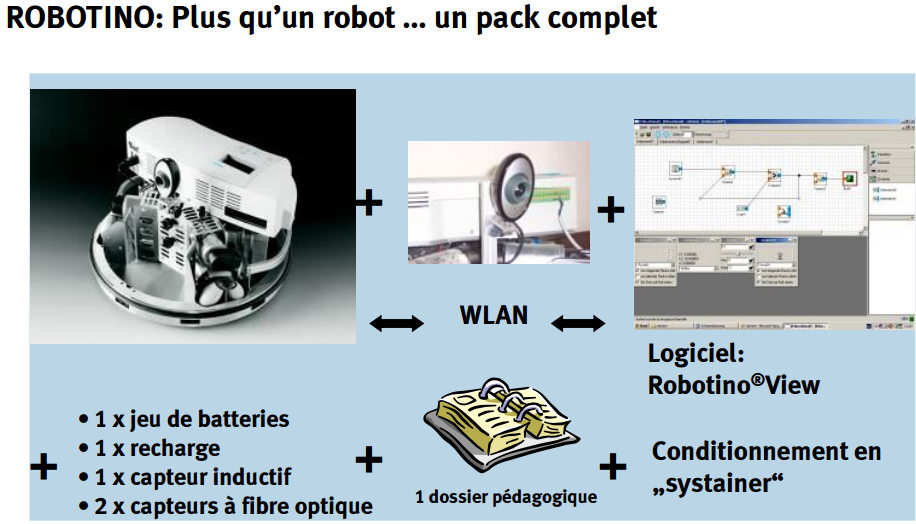 ROBOTINO: Plus qu’un robot ... un pack complet
+
+
WLAN
Logiciel:
Robotino®View
+
• 1 x jeu de batteries
• 1 x recharge
• 1 x capteur inductif
• 2 x capteurs à fibre optique
+
1 dossier pédagogique
+
Conditionnement en
„systainer“